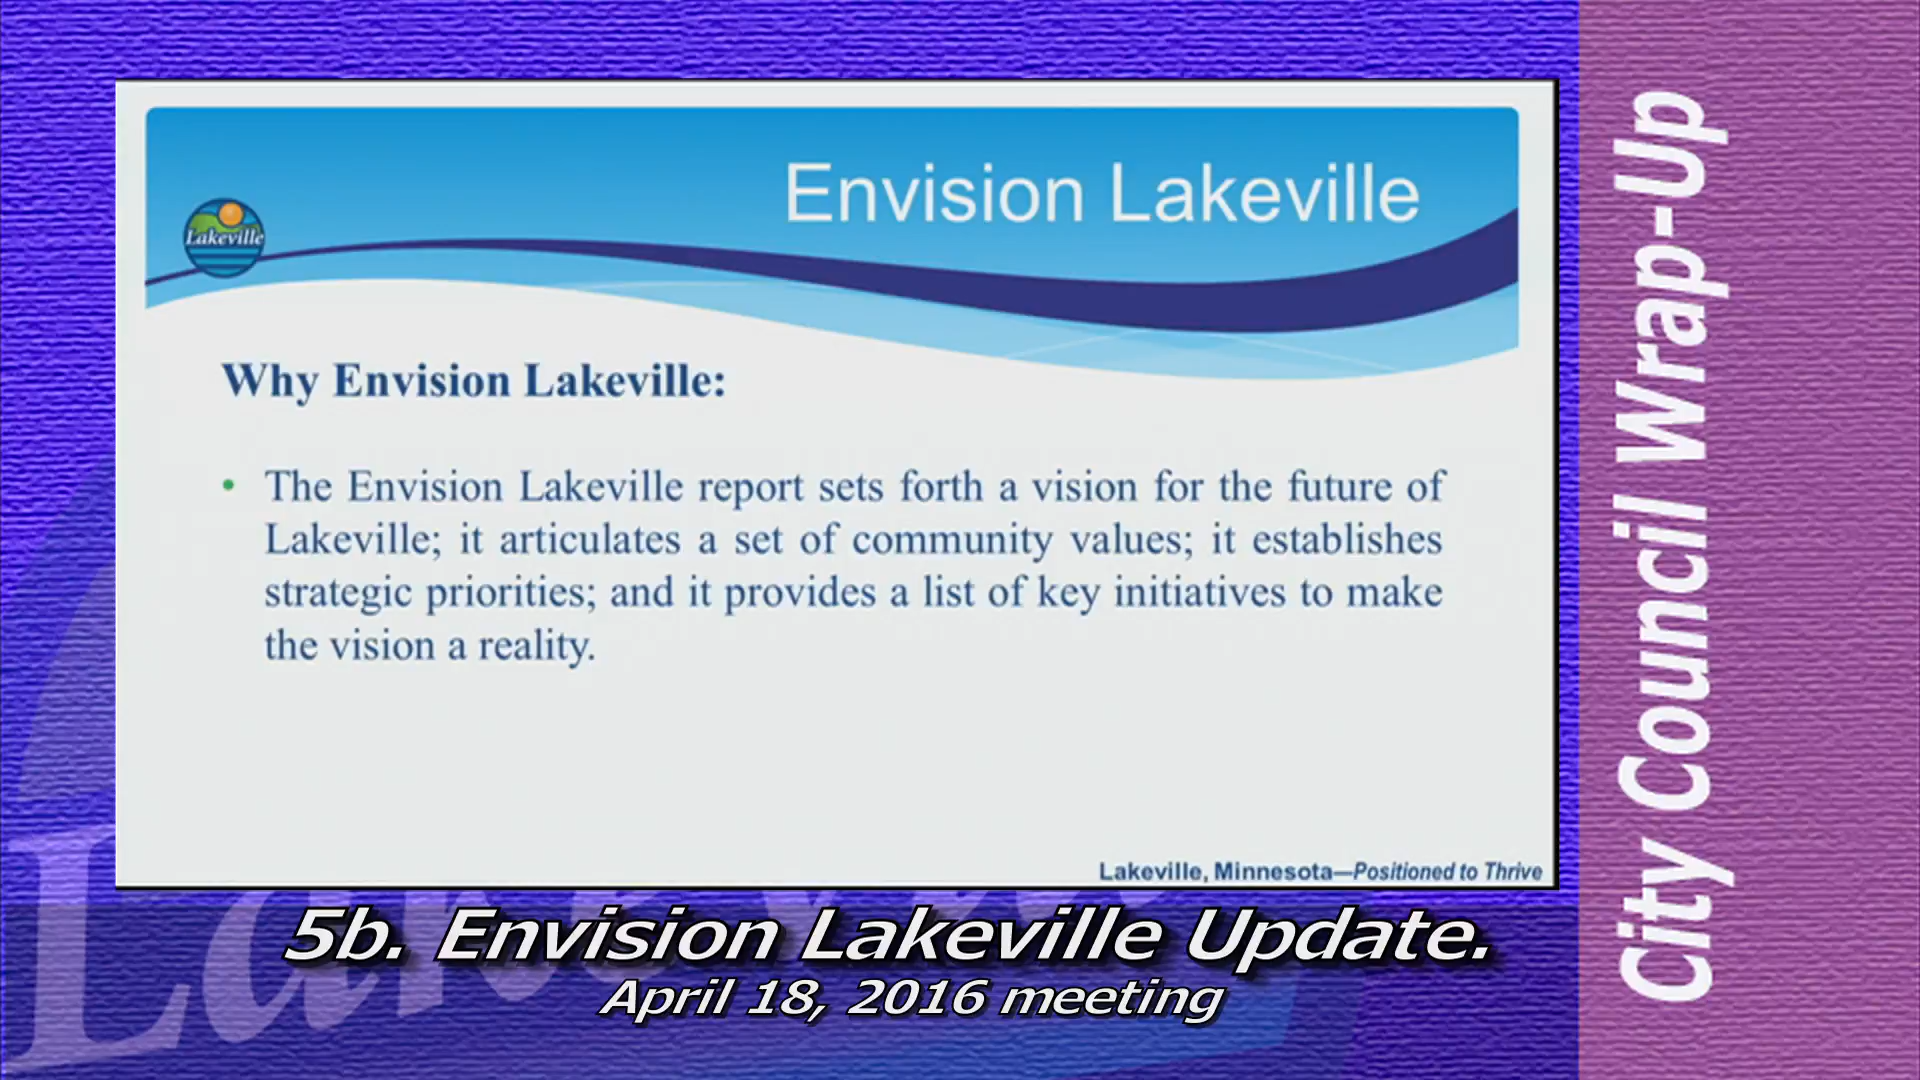 Envision Lakeville
Lakeville
Why Envision Lakeville:
• The Envision Lakeville report sets forth a vision for the future of
Lakeville; it articulates a set of community values; it establishes
strategic priorities; and it provides a list of key initiatives to make
the vision a reality.
Lakeville, Minnesota—Positioned to Thrive
5b. Envision Lakeville Update.
April 18, 2016 meeting
City Council Wrap-Up